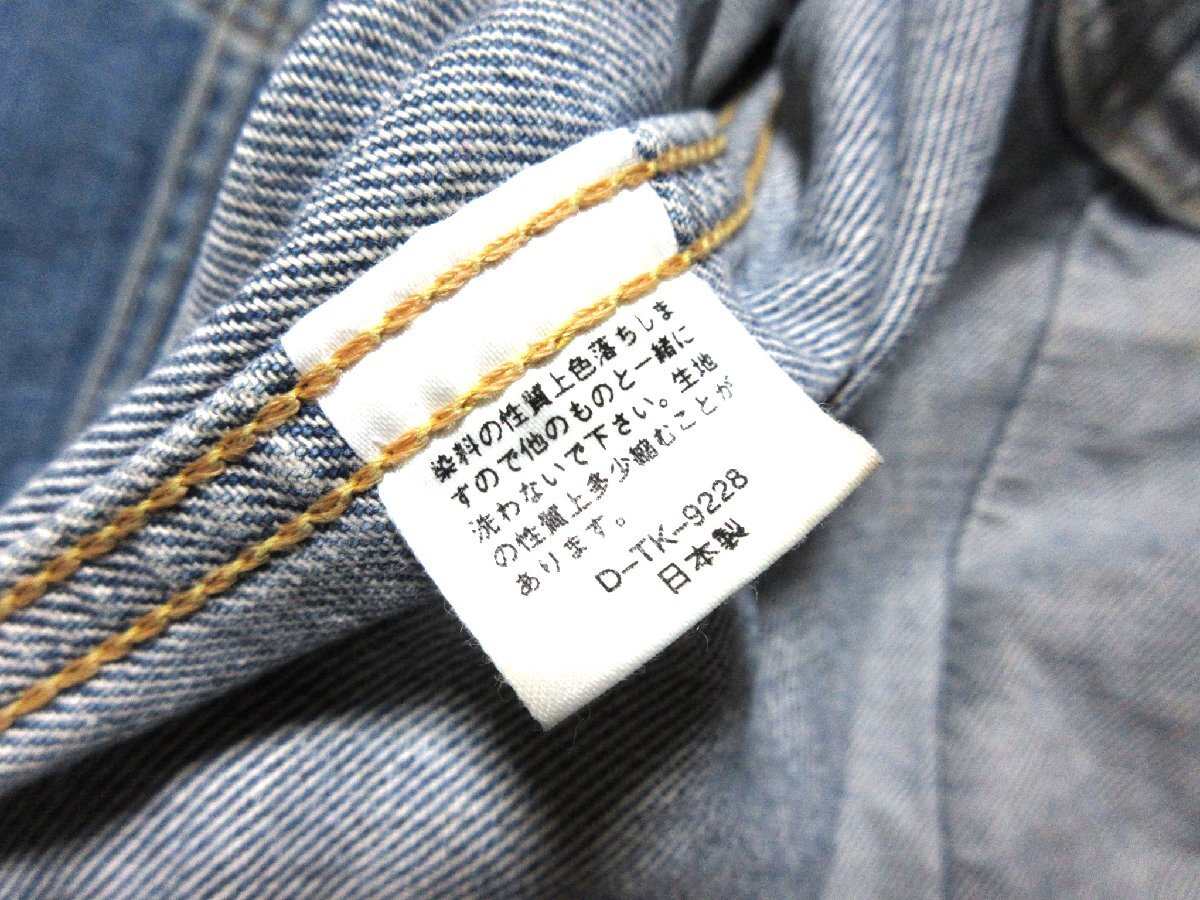 染料の性質上色落ちしま
すので他のものと一緒に
洗わないで下さい。生地
の性質上多少縮むことが
あります。
D-TK-9228
日本製